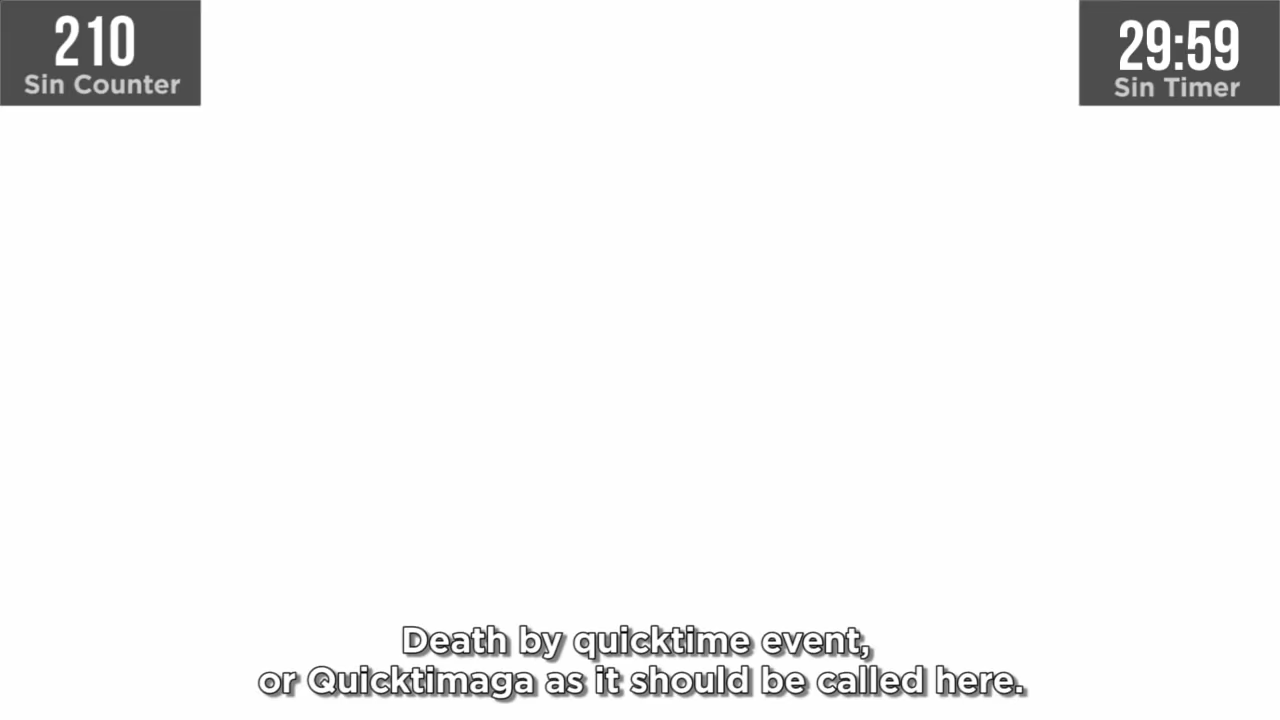 210
Sin Counter
29:59
Sin Timer
Death by quicktime event,
or Quicktimaga as it should be called here.